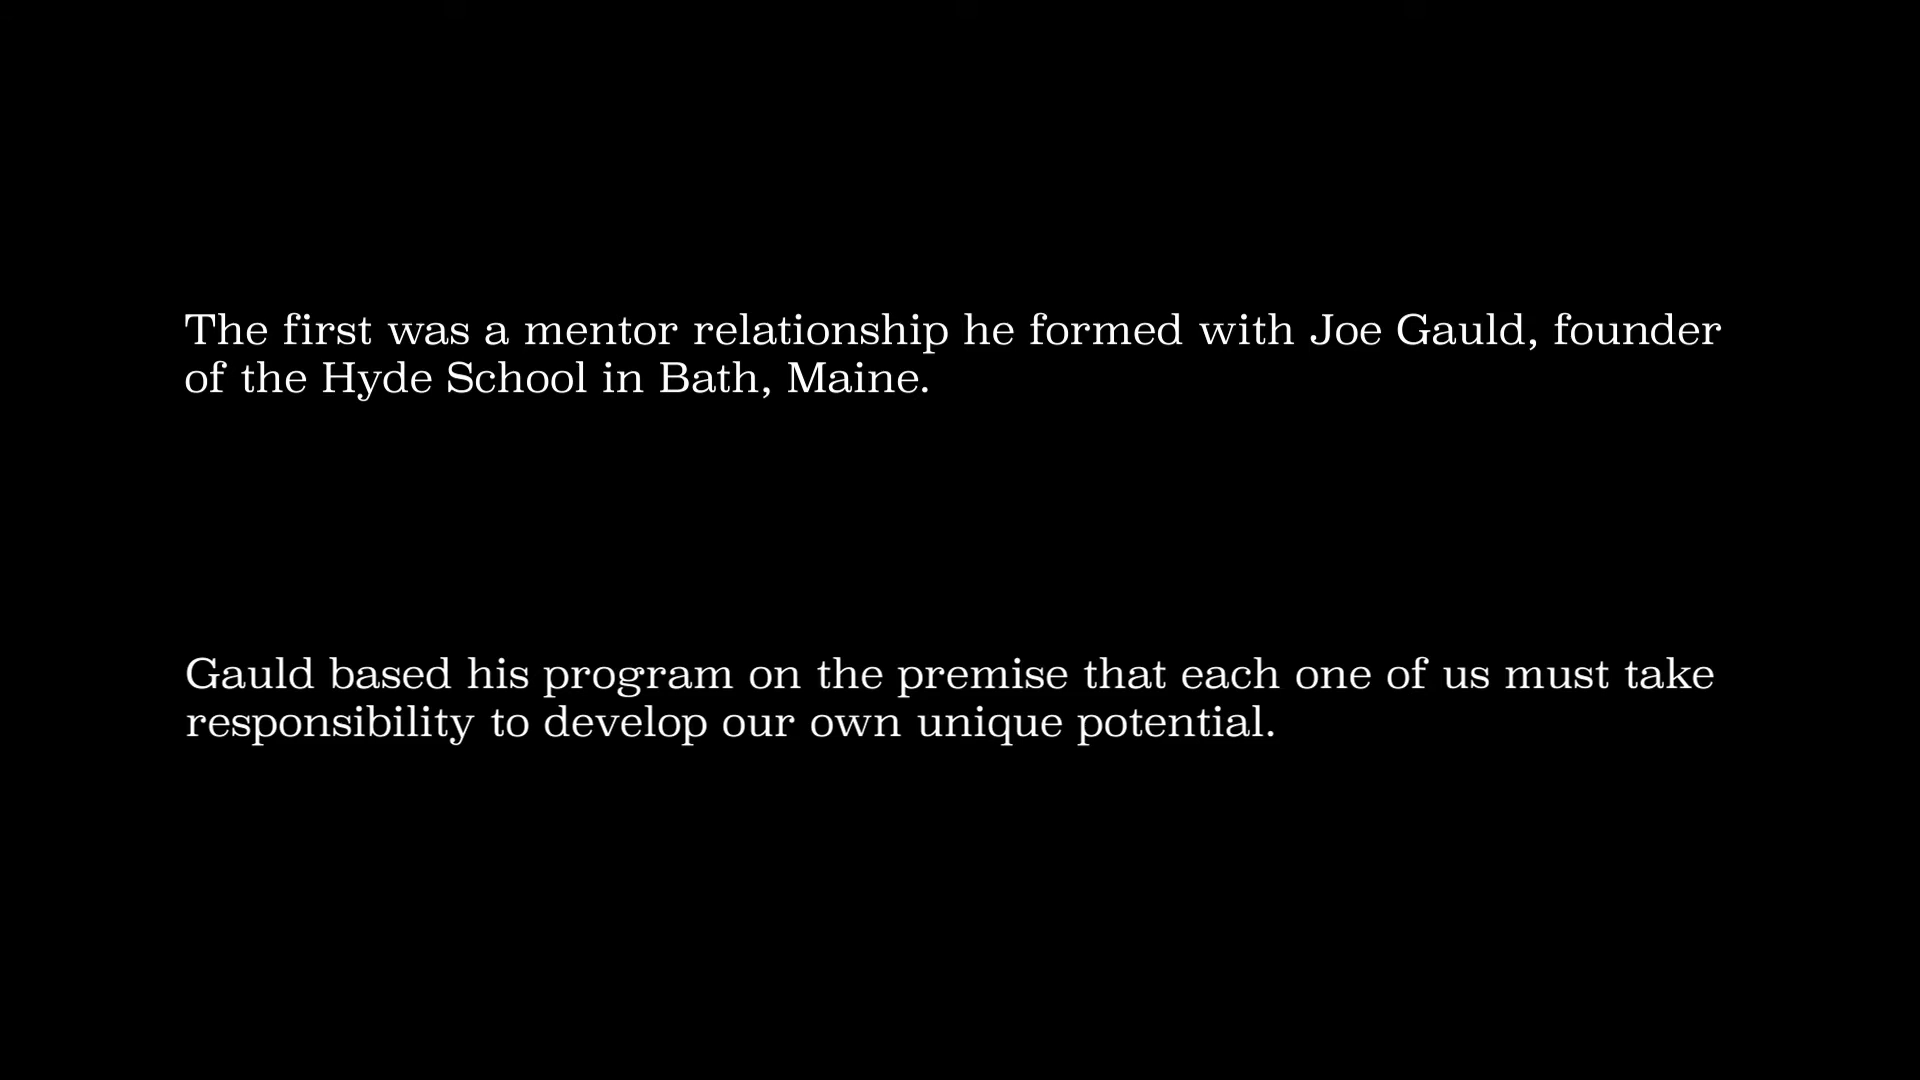 The first was a mentor relationship he formed with Joe Gauld, founder
of the Hyde School in Bath, Maine.
Gauld based his program on the premise that each one of us must take
responsibility to develop our own unique potential.